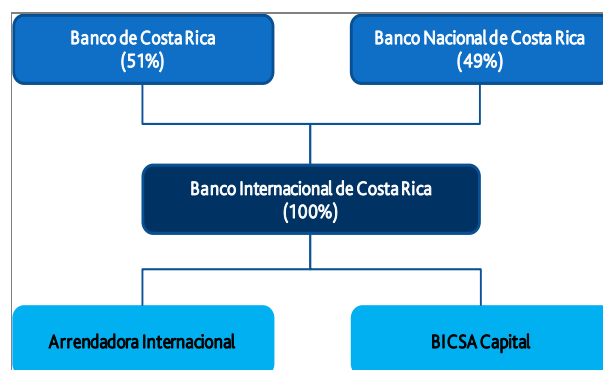 Banco de Costa Rica
(51%)
Banco Nacional de Costa Rica
(49%)
Banco Internacional de Costa Rica
(100%)
Arrendadora Internacional
BICSA Capital